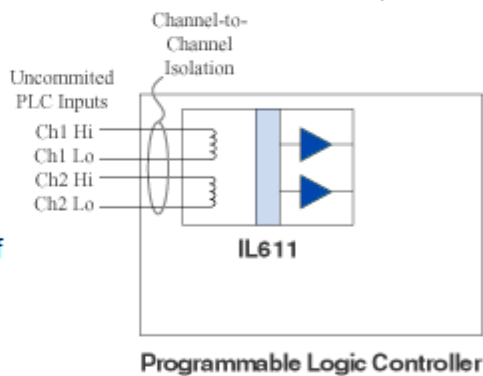 Channel-to-
Channel
Isolation
Uncommited
PLC Inputs
Ch1 Hi
Ch1 Lo
Ch2 Hi
Ch2 Lo
f
IL611
Programmable Logic Controller